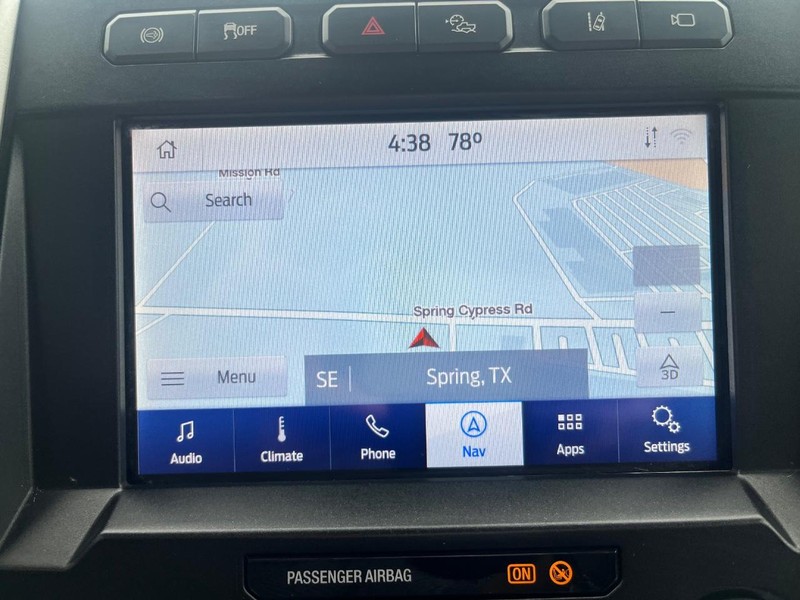 OFF
4:38 78º
Mission Rd
Search
Spring Cypress Rd
Menu
SE
Spring, TX
3D
Audio
Climate
Phone
Nav
Apps
Settings
PASSENGER AIRBAG
ON